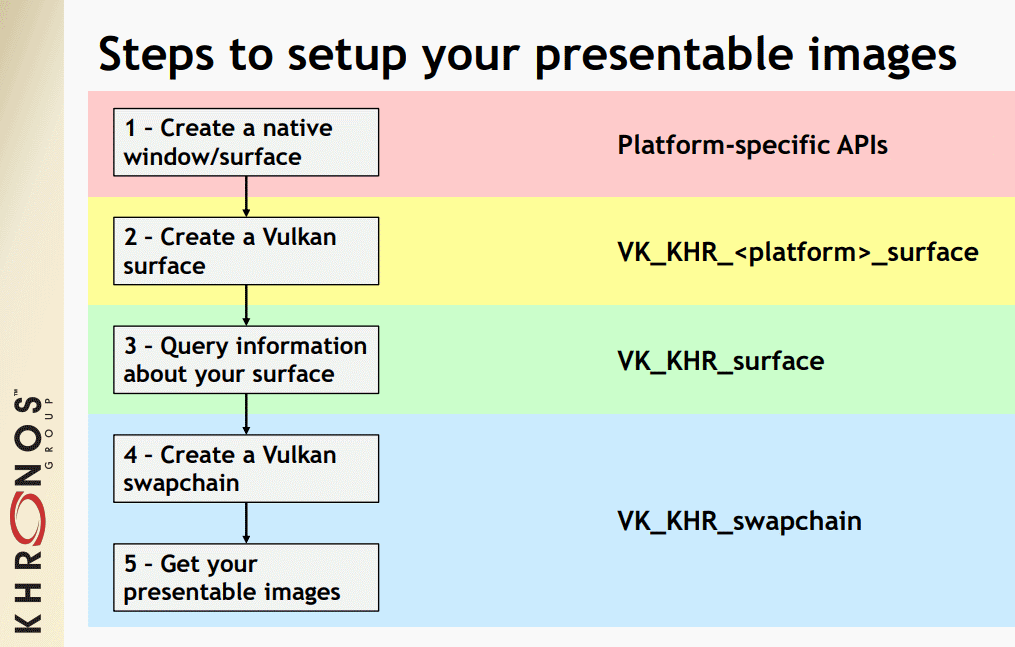 Steps to setup your presentable images
1 – Create a native
window/surface
Platform-specific APIs
2 – Create a Vulkan
surface
VK_KHR_<platform>_surface
3 – Query information
about your surface
VK_KHR_surface
4 – Create a Vulkan
swapchain
VK_KHR_swapchain
5 – Get your
presentable images
KHRONOS™
GROUP